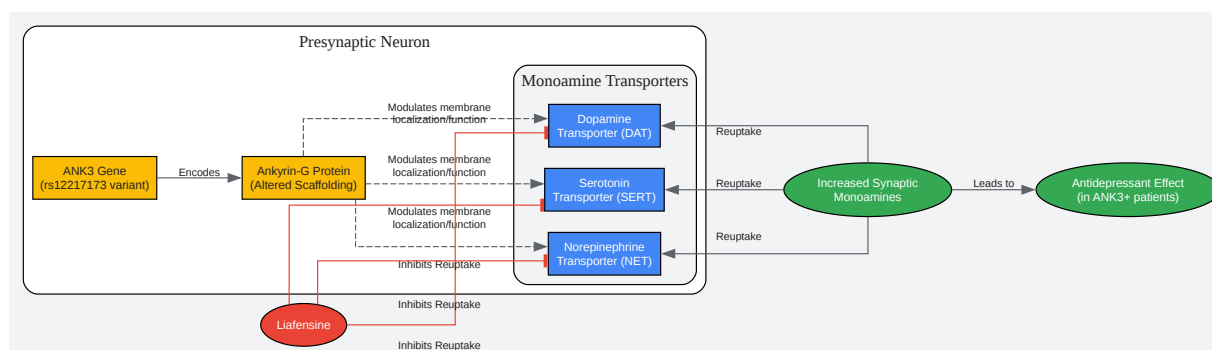 Presynaptic Neuron
Monoamine Transporters
Modulates membrane
localization/function
Dopamine
Transporter (DAT)
Reuptake
ANK3 Gene
(rs12217173 variant)
Encodes
Ankyrin-G Protein
(Altered Scaffolding)
Modulates membrane
localization/function
Serotonin
Transporter (SERT)
Reuptake
Increased Synaptic
Monoamines
Leads to
Antidepressant Effect
(in ANK3+ patients)
Modulates membrane
localization/function
Norepinephrine
Transporter (NET)
Reuptake
Inhibits Reuptake
Inhibits Reuptake
Liafensine
Inhibits Reuptake